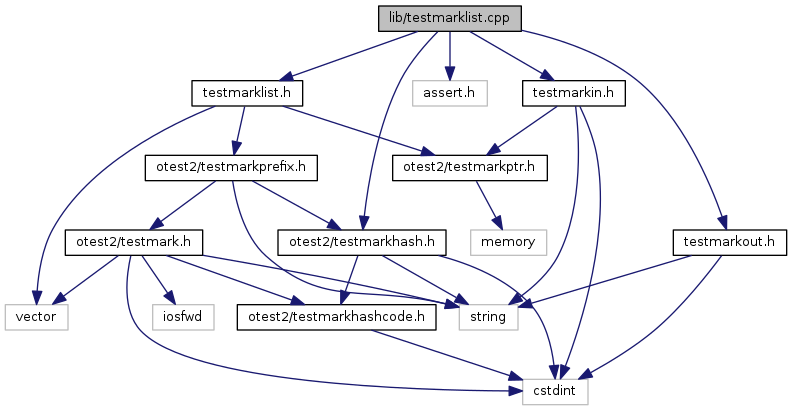 lib/testmarklist.cpp
testmarklist.h
assert.h
testmarkin.h
otest2/testmarkprefix.h
otest2/testmarkptr.h
otest2/testmark.h
otest2/testmarkhash.h
memory
testmarkout.h
vector
iosfwd
otest2/testmarkhashcode.h
string
cstdint